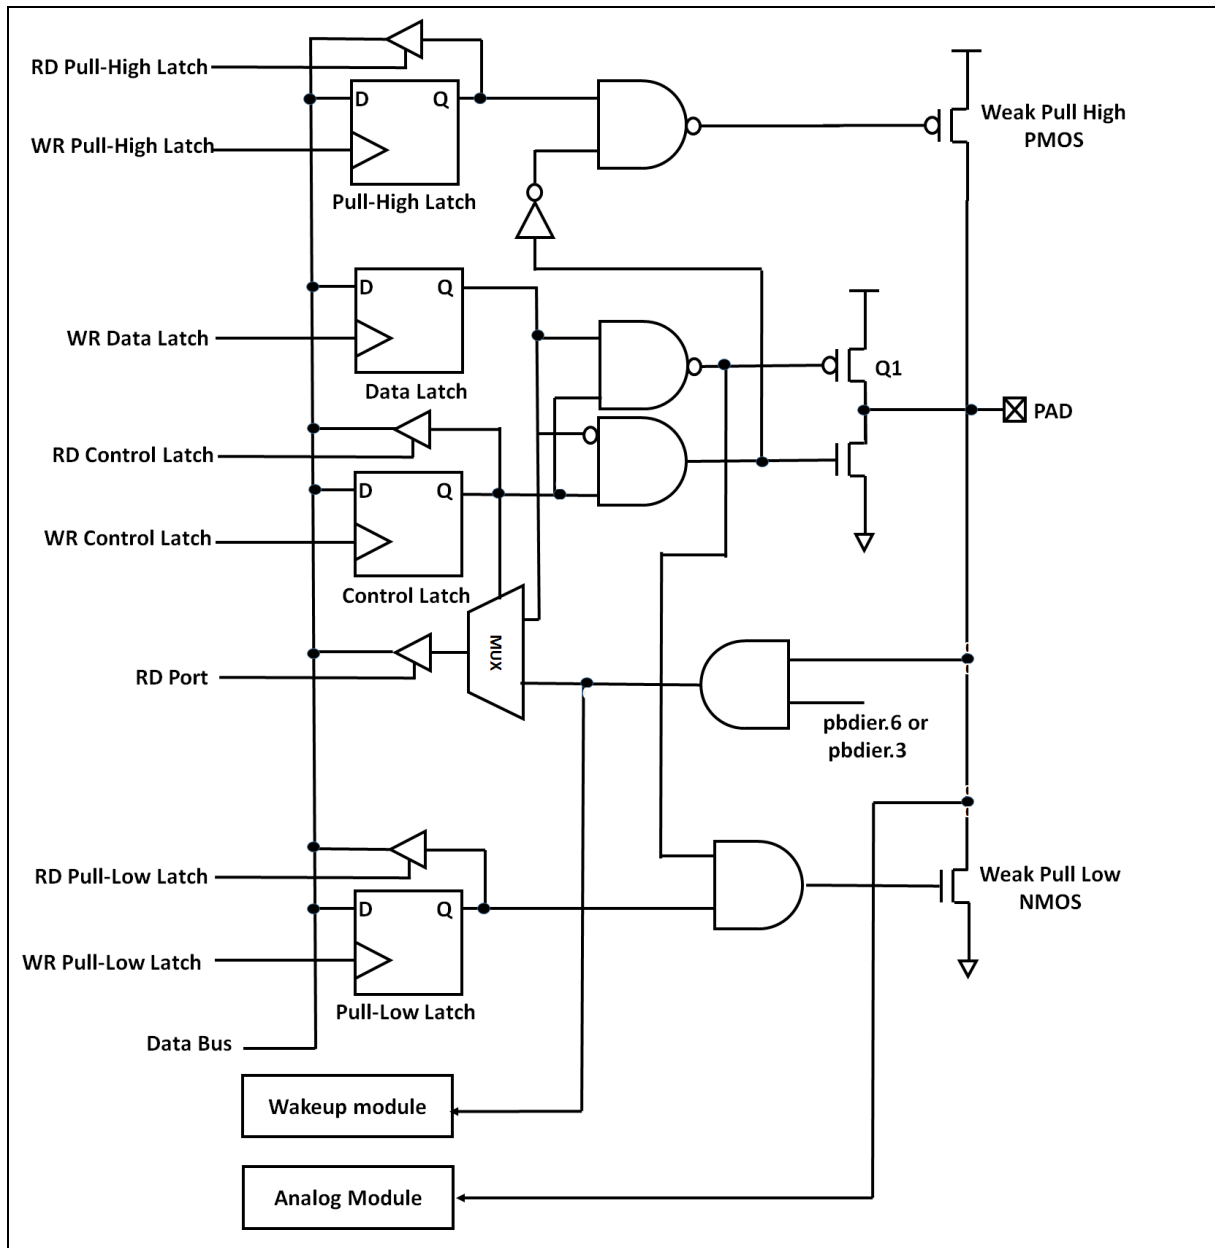 RD Pull-High Latch
D Q
WR Pull-High Latch
Pull-High Latch
Weak Pull High
PMOS
D Q
WR Data Latch
Data Latch
Q1
PAD
RD Control Latch
D Q
WR Control Latch
Control Latch
MUX
RD Port
pbdier.6 or
pbdier.3
RD Pull-Low Latch
D Q
WR Pull-Low Latch
Pull-Low Latch
Weak Pull Low
NMOS
Data Bus
Wakeup module
Analog Module